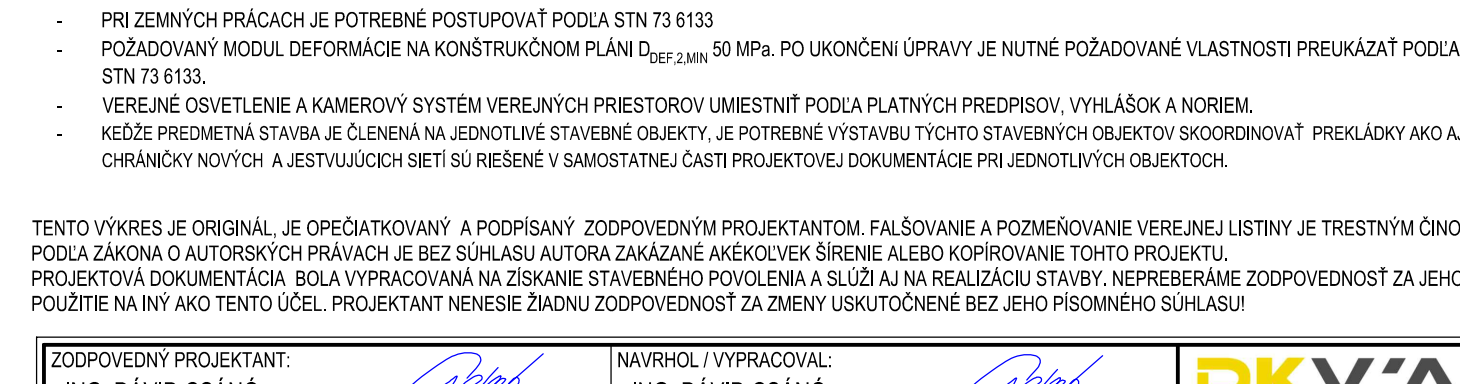 - PRI ZEMNÝCH PRÁCACH JE POTREBNÉ POSTUPOVAŤ PODĽA STN 73 6133
- POŽADOVANÝ MODUL DEFORMÁCIE NA KONŠTRUKČNOM PLÁNI D_DEF,2,MIN 50 MPa. PO UKONČENí ÚPRAVY JE NUTNÉ POŽADOVANÉ VLASTNOSTI PREUKÁZAŤ PODĽA
STN 73 6133.
- VEREJNÉ OSVETLENIE A KAMEROVÝ SYSTÉM VEREJNÝCH PRIESTOROV UMIESTNIŤ PODĽA PLATNÝCH PREDPISOV, VYHLÁŠOK A NORIEM.
- KEĎŽE PREDMETNÁ STAVBA JE ČLENENÁ NA JEDNOTLIVÉ STAVEBNÉ OBJEKTY, JE POTREBNÉ VÝSTAVBU TÝCHTO STAVEBNÝCH OBJEKTOV SKOORDINOVAŤ PREKLÁDKY AKO AJ
CHRÁNIČKY NOVÝCH A JESTVUJÚCICH SIETÍ SÚ RIEŠENÉ V SAMOSTATNEJ ČASTI PROJEKTOVEJ DOKUMENTÁCIE PRI JEDNOTLIVÝCH OBJEKTOCH.
TENTO VÝKRES JE ORIGINÁL, JE OPEČIATKOVANÝ A PODPÍSANÝ ZODPOVEDNÝM PROJEKTANTOM. FALŠOVANIE A POZMEŇOVANIE VEREJNEJ LISTINY JE TRESTNÝM ČINO
PODĽA ZÁKONA O AUTORSKÝCH PRÁVACH JE BEZ SÚHLASU AUTORA ZAKÁZANÉ AKÉKOĽVEK ŠÍRENIE ALEBO KOPÍROVANIE TOHTO PROJEKTU.
PROJEKTOVÁ DOKUMENTÁCIA BOLA VYPRACOVANÁ NA ZÍSKANIE STAVEBNÉHO POVOLENIA A SLÚŽI AJ NA REALIZÁCIU STAVBY. NEPREBERÁME ZODPOVEDNOSŤ ZA JEHO
POUŽITIE NA INÝ AKO TENTO ÚČEL. PROJEKTANT NENESIE ŽIADNU ZODPOVEDNOSŤ ZA ZMENY USKUTOČNENÉ BEZ JEHO PÍSOMNÉHO SÚHLASU!
ZODPOVEDNÝ PROJEKTANT:
NAVRHOL / VYPRACOVAL: